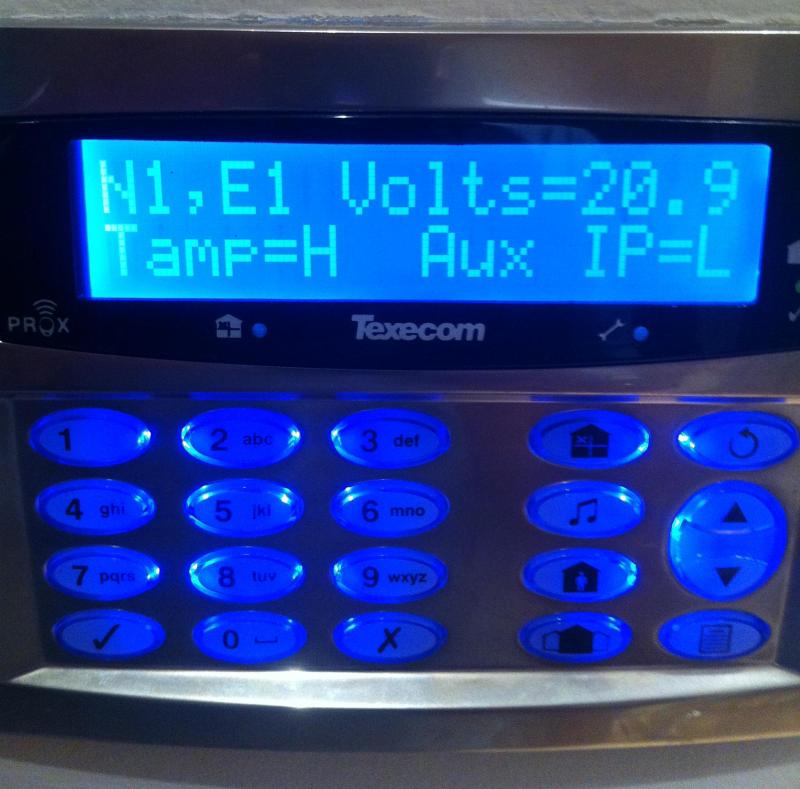 N1,E1 Volts=20.9
Tamp=H Aux IP=L
PROX
Texecom
1
2 abc
3 def
4 ghi
5 jkl
6 mno
7 pqrs
8 tuv
9 wxyz
✓
0 ⌴
✗